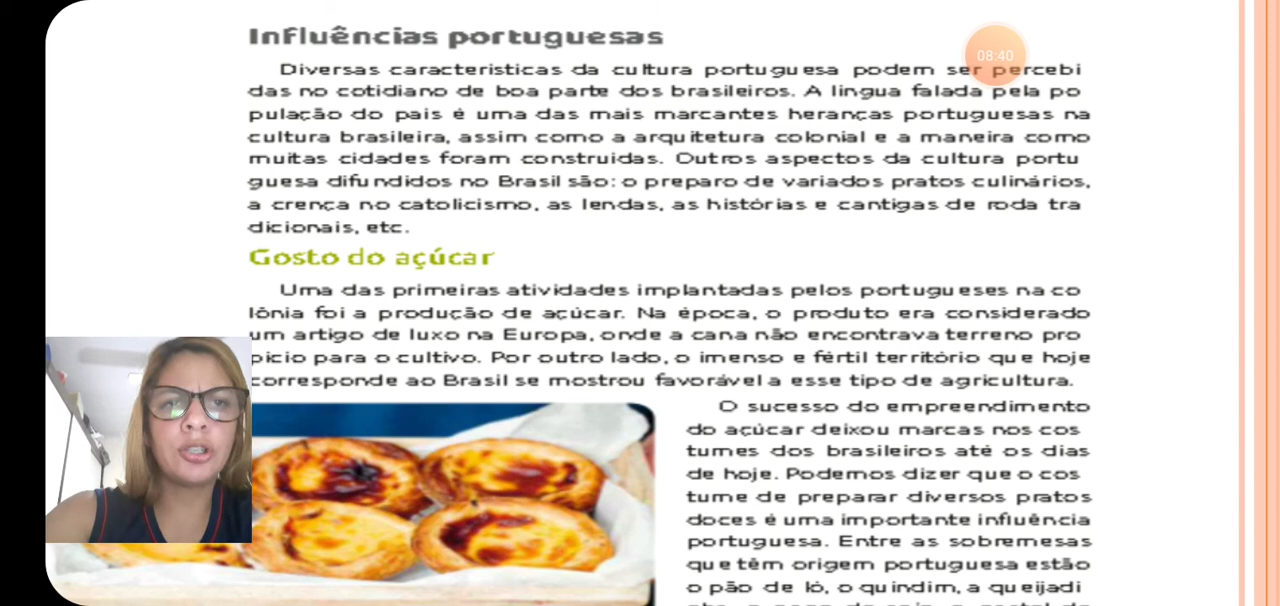 Influências portuguesas
08:40
Diversas características da cultura portuguesa podem ser percebi
das no cotidiano de boa parte dos brasileiros. A língua falada pela po
pulação do país é uma das mais marcantes heranças portuguesas na
cultura brasileira, assim como a arquitetura colonial e a maneira como
muitas cidades foram construídas. Outros aspectos da cultura portu
guesa difundidos no Brasil são: o preparo de variados pratos culinários,
a crença no catolicismo, as lendas, as histórias e cantigas de roda tra
dicionais, etc.
Gosto do açúcar
Uma das primeiras atividades implantadas pelos portugueses na co
lônia foi a produção de açúcar. Na época, o produto era considerado
um artigo de luxo na Europa, onde a cana não encontrava terreno pro
pício para o cultivo. Por outro lado, o imenso e fértil território que hoje
corresponde ao Brasil se mostrou favorável a esse tipo de agricultura.
O sucesso do empreendimento
do açúcar deixou marcas nos cos
tumes dos brasileiros até os dias
de hoje. Podemos dizer que o cos
tume de preparar diversos pratos
doces é uma importante influência
portuguesa. Entre as sobremesas
que têm origem portuguesa estão
o pão de ló, o quindim, a queijadi